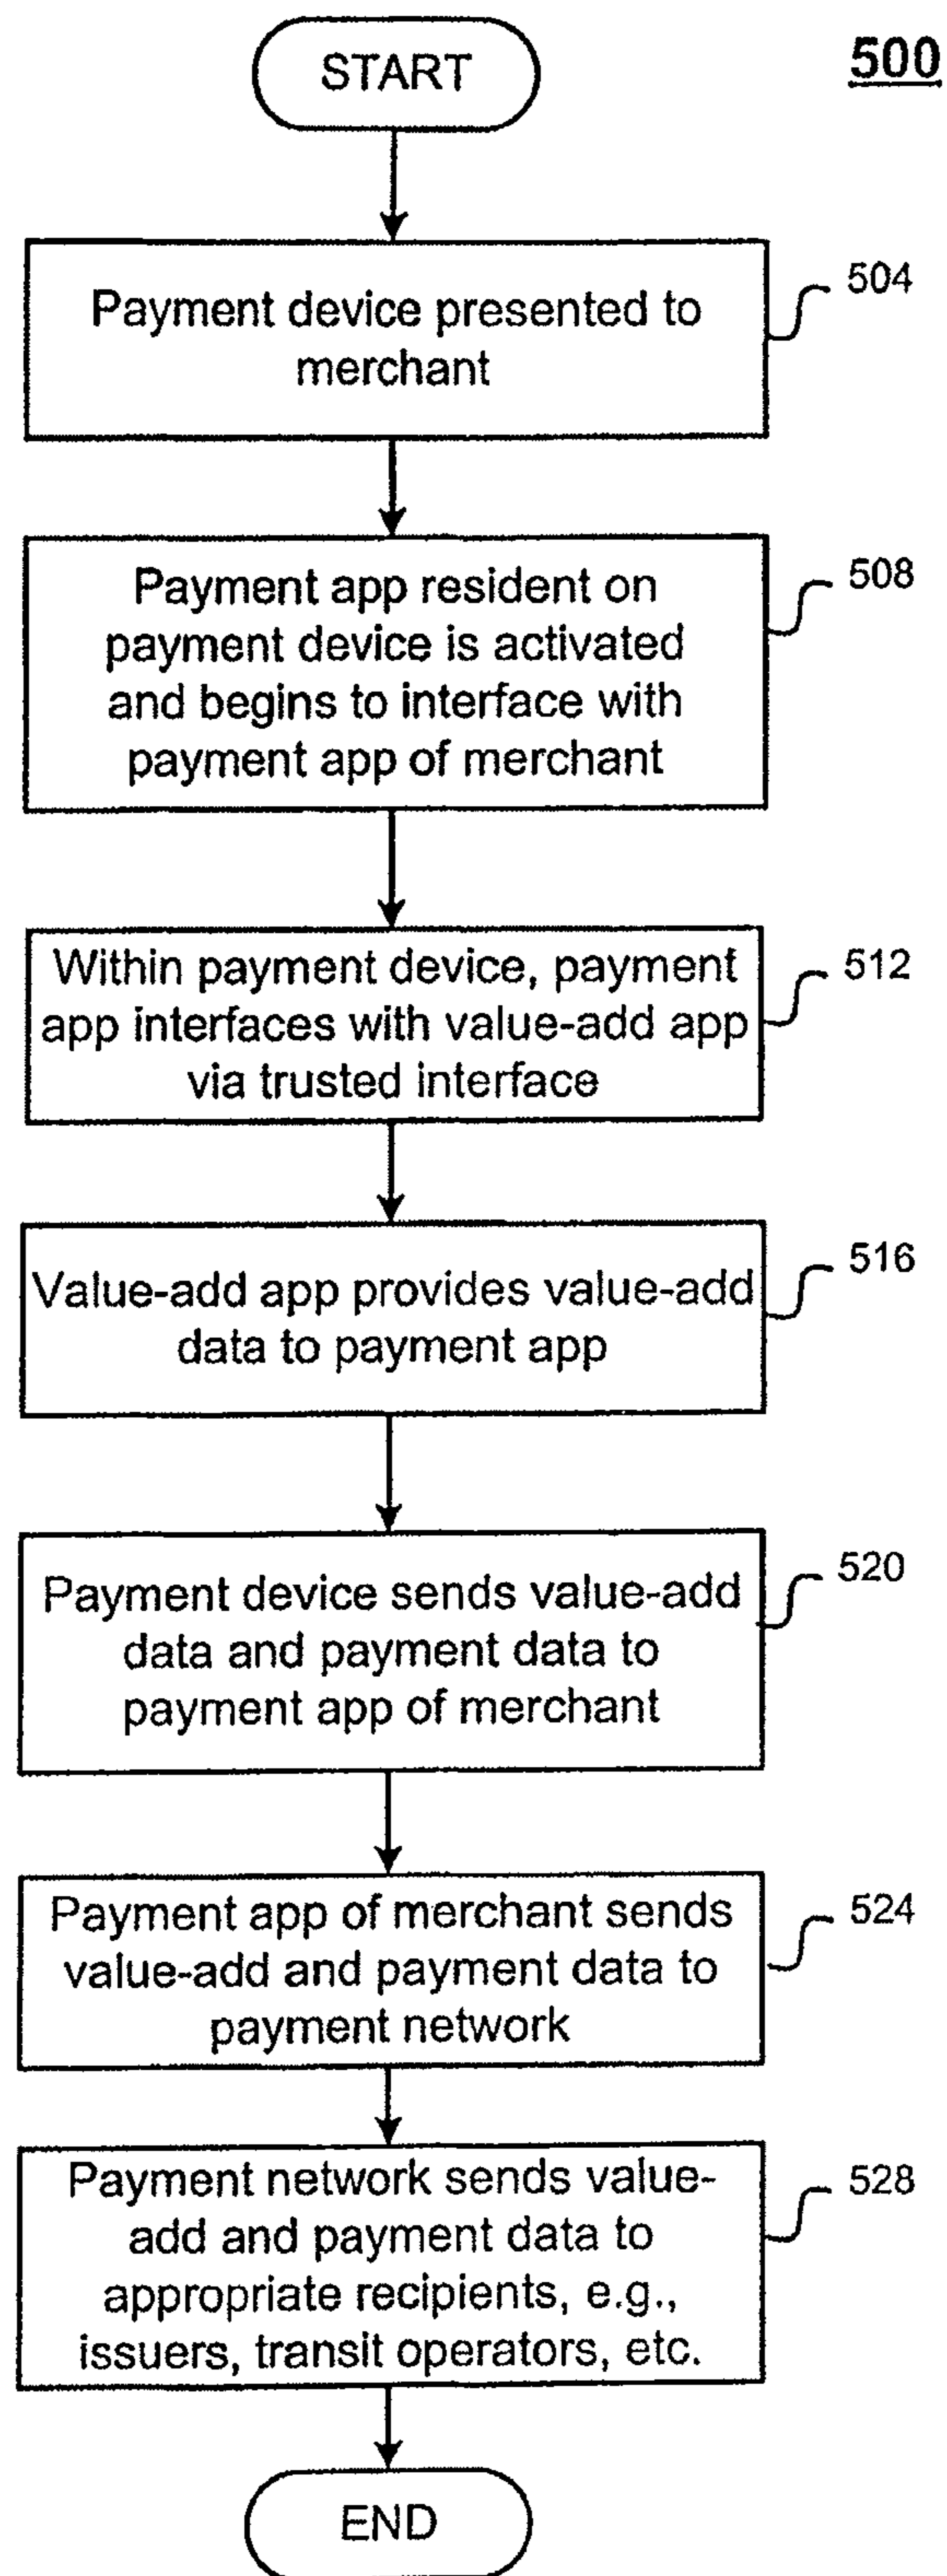 START
500
Payment device presented to
merchant
504
Payment app resident on
payment device is activated
and begins to interface with
payment app of merchant
508
Within payment device, payment
app interfaces with value-add app
via trusted interface
512
Value-add app provides value-add
data to payment app
516
Payment device sends value-add
data and payment data to
payment app of merchant
520
Payment app of merchant sends
value-add and payment data to
payment network
524
Payment network sends value-
add and payment data to
appropriate recipients, e.g.,
issuers, transit operators, etc.
528
END